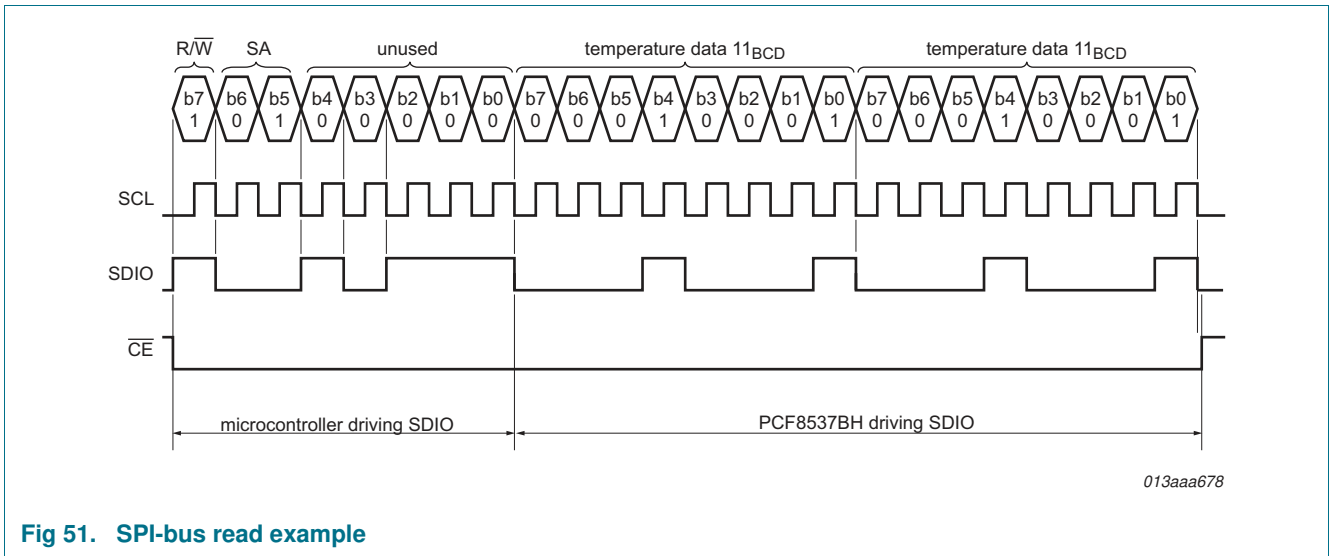 R/W SA unused temperature data 11BCD temperature data 11BCD
b7 b6 b5 b4 b3 b2 b1 b0 b7 b6 b5 b4 b3 b2 b1 b0 b7 b6 b5 b4 b3 b2 b1 b0
1 0 1 0 0 0 0 0 0 0 0 1 0 0 0 1 0 0 0 1 0 0 0 1
SCL
SDIO
CE
microcontroller driving SDIO PCF8537BH driving SDIO
013aaa678
Fig 51. SPI-bus read example